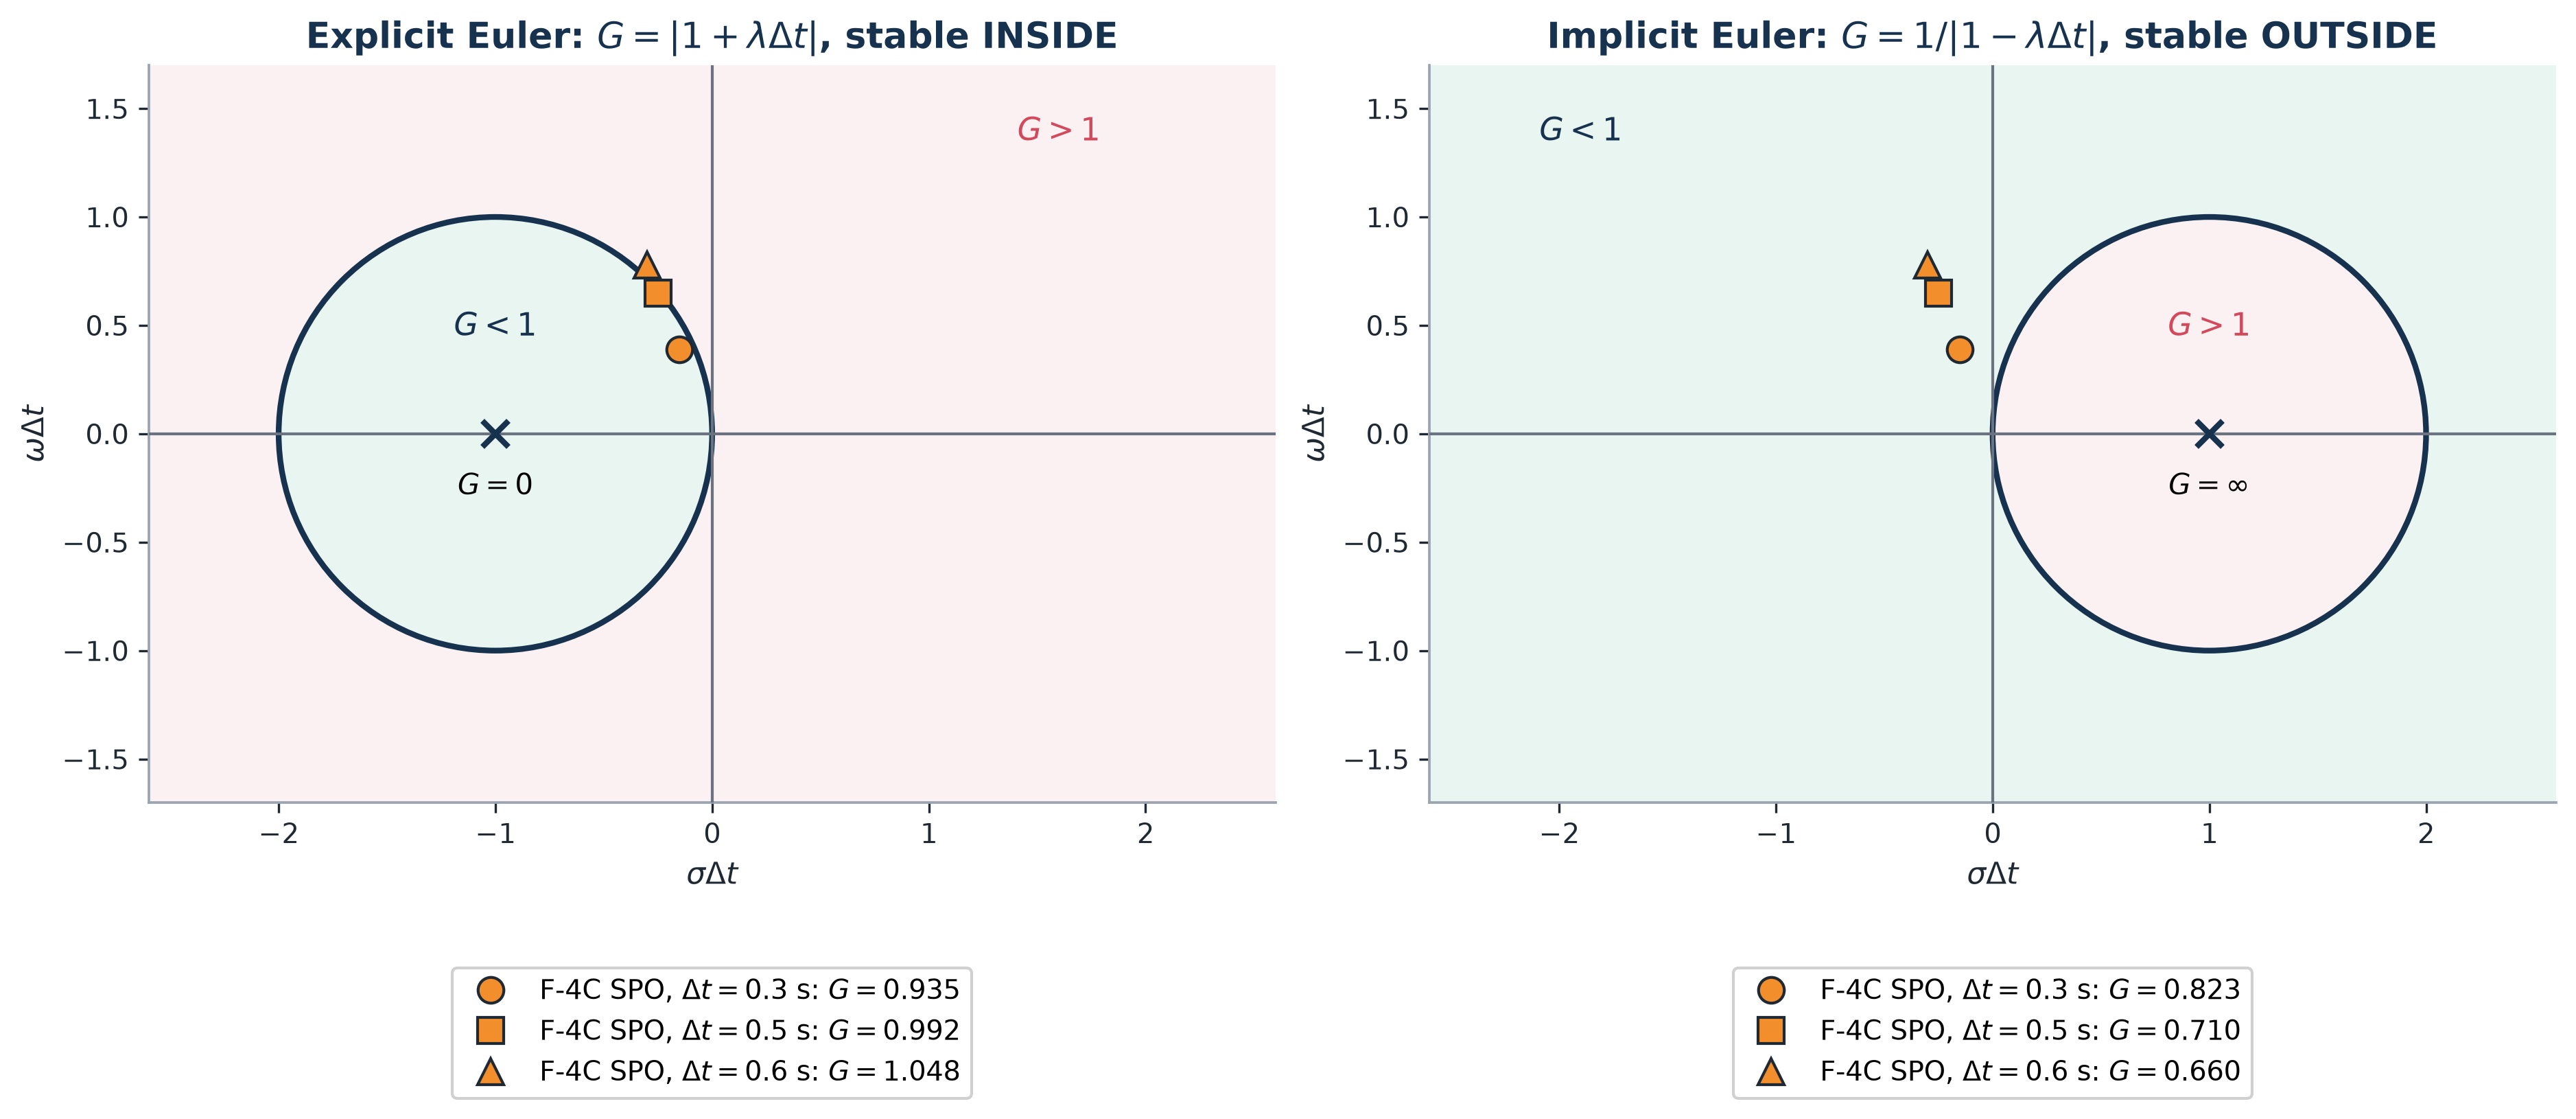 Explicit Euler: G = |1 + λΔt|, stable INSIDE
1.5
1.0
0.5
0.0
−0.5
−1.0
−1.5
ωΔt
G > 1
G < 1
G = 0
−2
−1
0
1
2
σΔt
F-4C SPO, Δt = 0.3 s: G = 0.935
F-4C SPO, Δt = 0.5 s: G = 0.992
F-4C SPO, Δt = 0.6 s: G = 1.048
Implicit Euler: G = 1/|1 − λΔt|, stable OUTSIDE
1.5
1.0
0.5
0.0
−0.5
−1.0
−1.5
ωΔt
G < 1
G > 1
G = ∞
−2
−1
0
1
2
σΔt
F-4C SPO, Δt = 0.3 s: G = 0.823
F-4C SPO, Δt = 0.5 s: G = 0.710
F-4C SPO, Δt = 0.6 s: G = 0.660